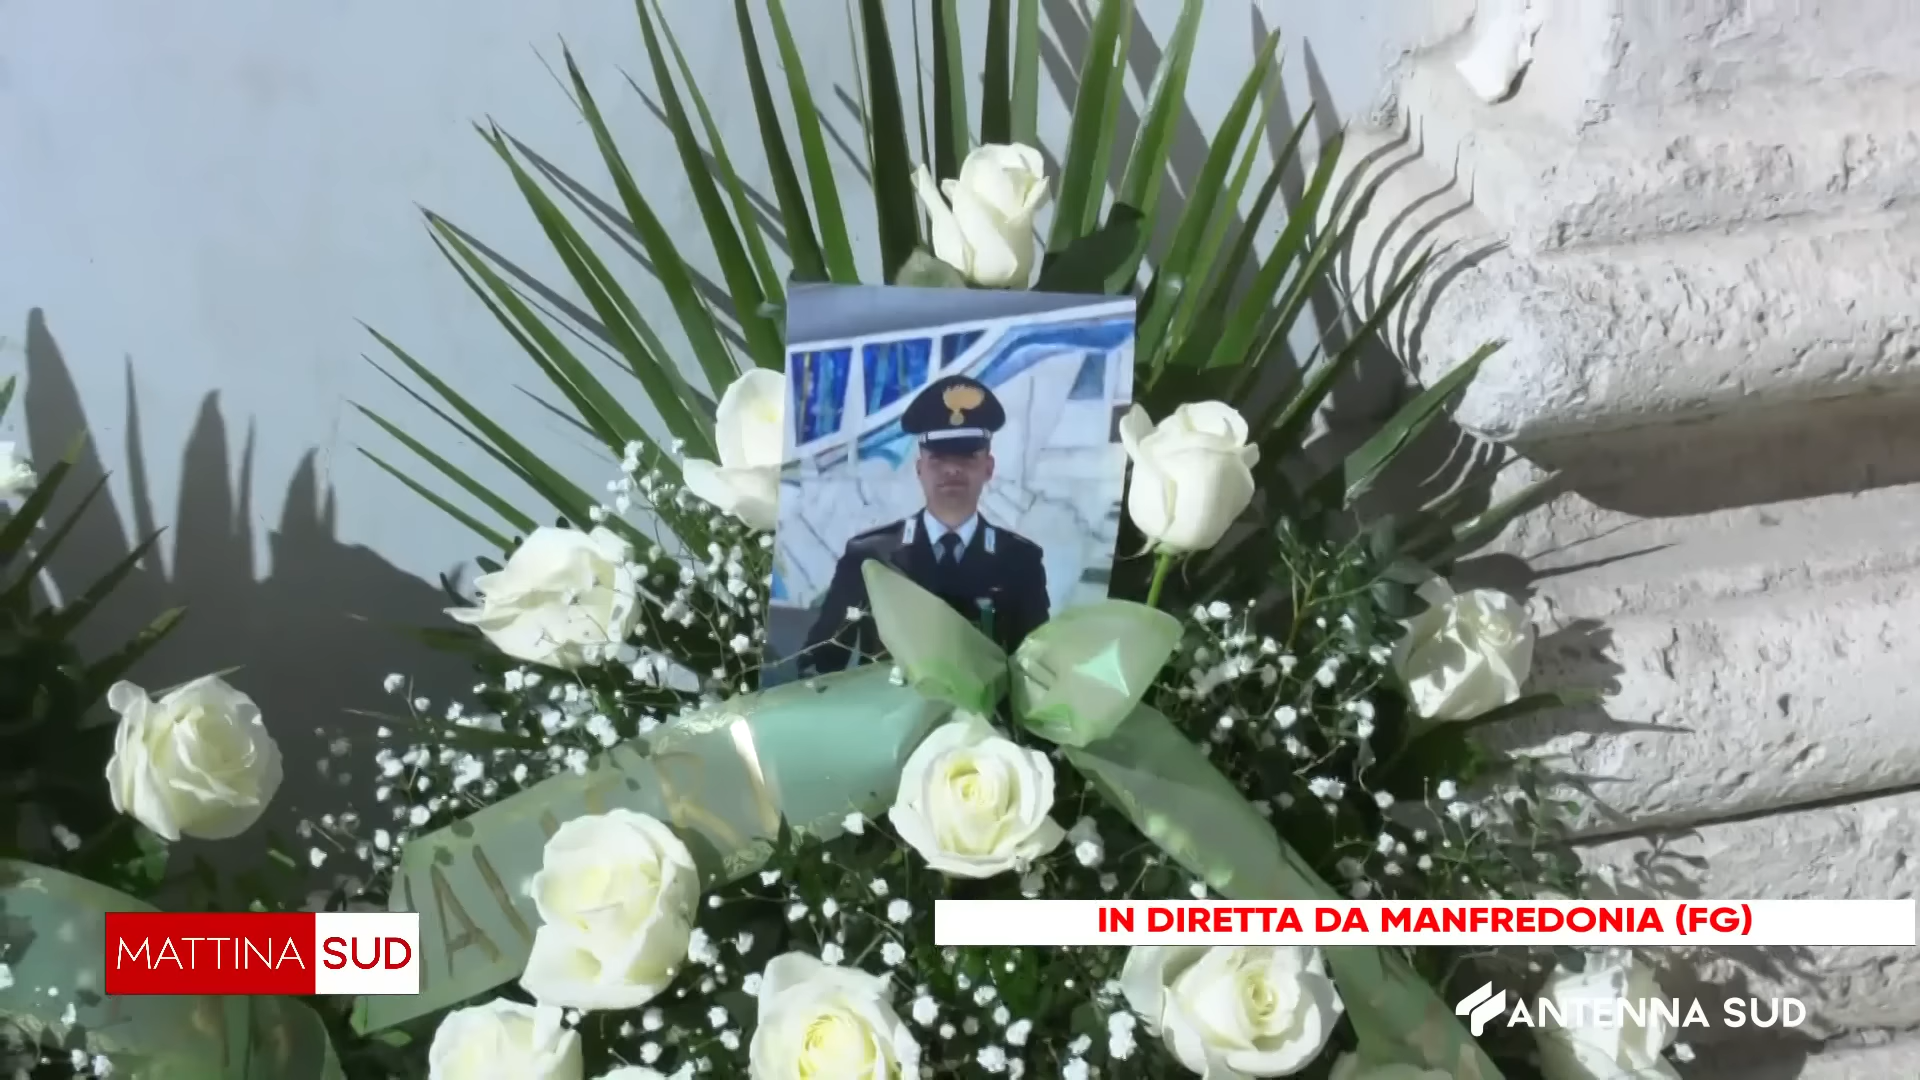 IN DIRETTA DA MANFREDONIA (FG)
MATTINA SUD
ANTENNA SUD